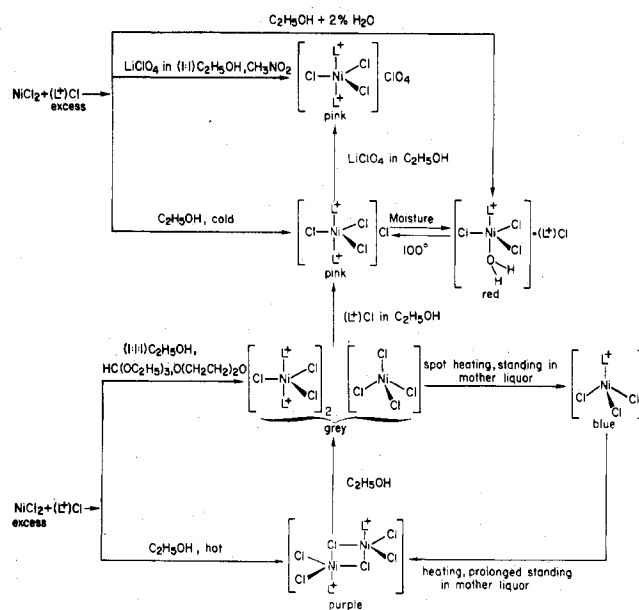 C2H5OH + 2% H2O
LiClO4 in (1:1) C2H5OH, CH3NO2
L+
Cl Ni Cl
Cl
ClO4
L+
pink
NiCl2+(L+)Cl
excess
LiClO4 in C2H5OH
C2H5OH, cold
L+
Cl Ni Cl
Cl
Cl
L+
pink
Moisture
100°
L+
Cl Ni Cl
Cl
O H
H
•(L+)Cl
red
(L+)Cl in C2H5OH
(1:1:1) C2H5OH,
HC(OC2H5)3,O(CH2CH2)2O
L+
Cl Ni Cl
Cl
L+
2
Cl
Ni
Cl Cl
Cl
grey
spot heating, standing in
mother liquor
L+
Ni
Cl Cl
Cl
blue
C2H5OH
NiCl2+(L+)Cl
excess
C2H5OH, hot
L+
Cl Ni Cl
Cl
Cl Ni Cl
Cl
L+
purple
heating, prolonged standing
in mother liquor